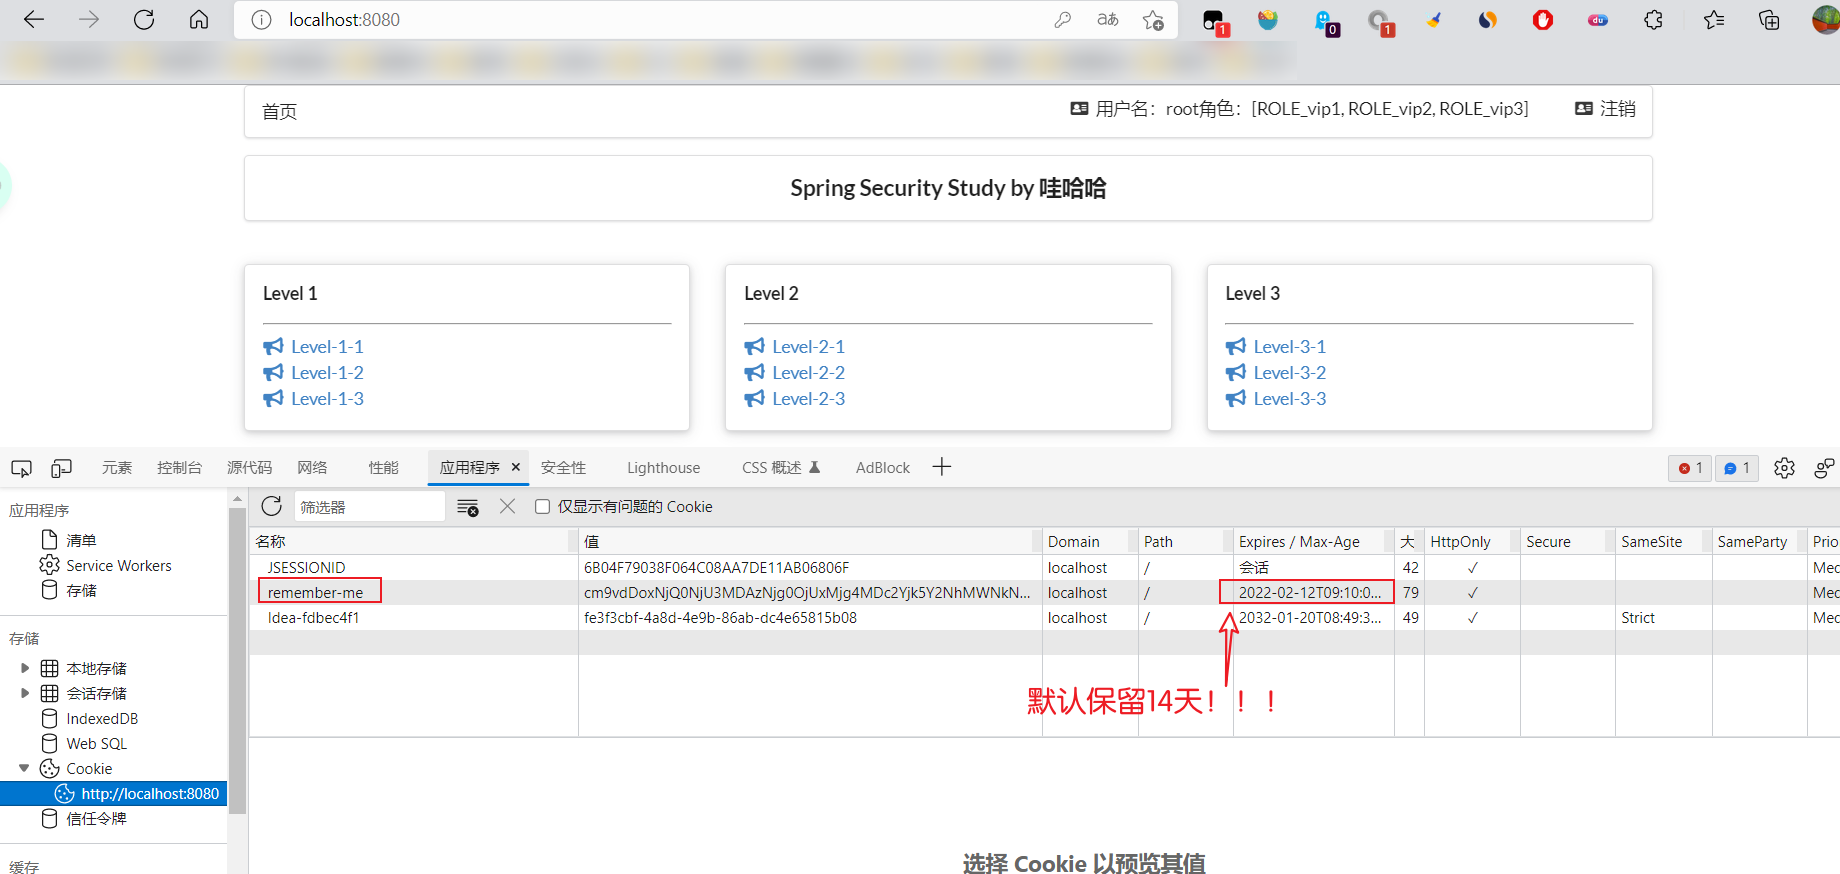 localhost:8080
aあ
1
0
1
du
首页
用户名：root角色：[ROLE_vip1, ROLE_vip2, ROLE_vip3]
注销
Spring Security Study by 哇哈哈
Level 1
Level-1-1
Level-1-2
Level-1-3
Level 2
Level-2-1
Level-2-2
Level-2-3
Level 3
Level-3-1
Level-3-2
Level-3-3
元素 控制台 源代码 网络 性能 应用程序 安全性 Lighthouse CSS 概述 AdBlock 1 1
应用程序
清单
Service Workers
存储
存储
本地存储
会话存储
IndexedDB
Web SQL
Cookie
http://localhost:8080
信任令牌
缓存
筛选器 仅显示有问题的 Cookie
名称 值 Domain Path Expires / Max-Age 大 HttpOnly Secure SameSite SameParty Prio
JSESSIONID 6B04F79038F064C08AA7DE11AB06806F localhost / 会话 42 ✓ Med
remember-me cm9vdDoxNjQ0NjU3MDAzNjg0OjUxMjg4MDc2Yjk5Y2NhMWNkN... localhost / 2022-02-12T09:10:0... 79 ✓ Med
Idea-fdbec4f1 fe3f3cbf-4a8d-4e9b-86ab-dc4e65815b08 localhost / 2032-01-20T08:49:3... 49 ✓ Strict Med
默认保留14天！！！
选择 Cookie 以预览其值